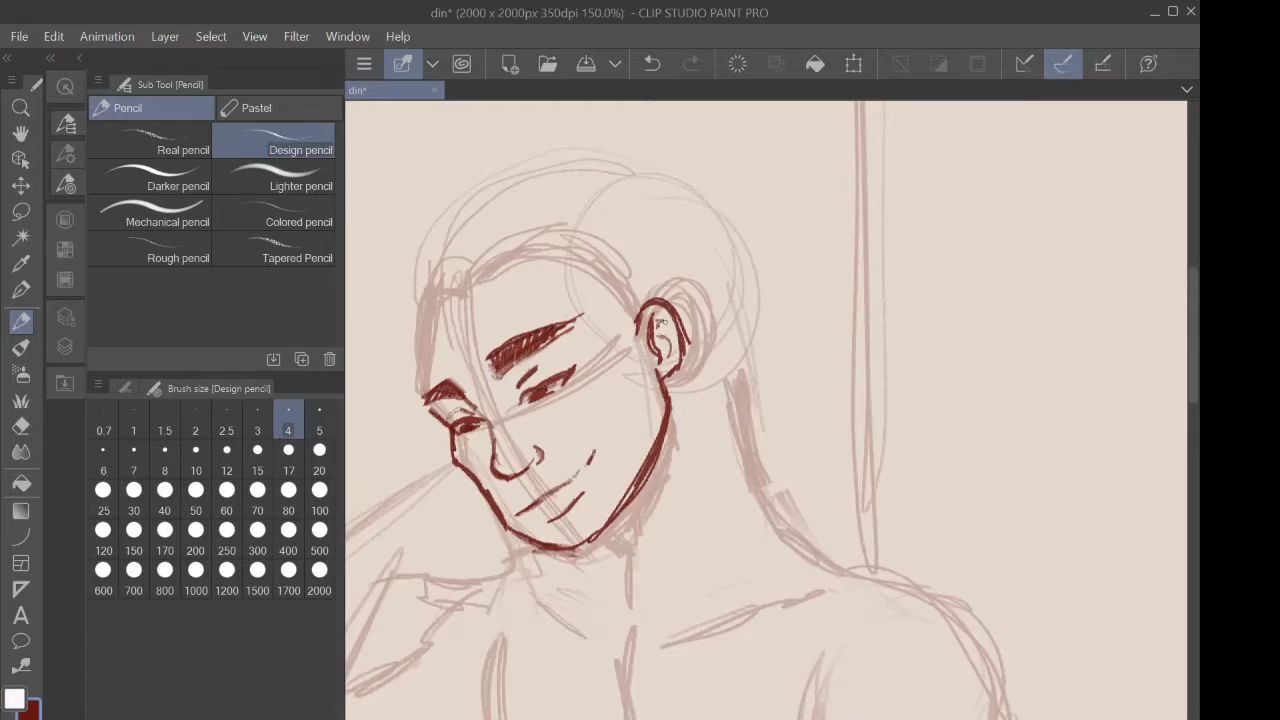 din* (2000 x 2000px 350dpi 150.0%) - CLIP STUDIO PAINT PRO
File Edit Animation Layer Select View Filter Window Help
Sub Tool [Pencil]
din*
Pencil Pastel
Real pencil Design pencil
Darker pencil Lighter pencil
Mechanical pencil Colored pencil
Rough pencil Tapered Pencil
Brush size [Design pencil]
0.7 1 1.5 2 2.5 3 4 5
6 7 8 10 12 15 17 20
25 30 40 50 60 70 80 100
120 150 170 200 250 300 400 500
600 700 800 1000 1200 1500 1700 2000